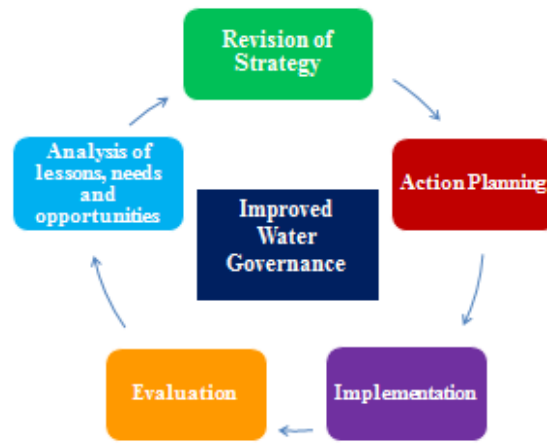 Revision of
Strategy
Action Planning
Implementation
Evaluation
Analysis of
lessons, needs
and
opportunities
Improved
Water
Governance